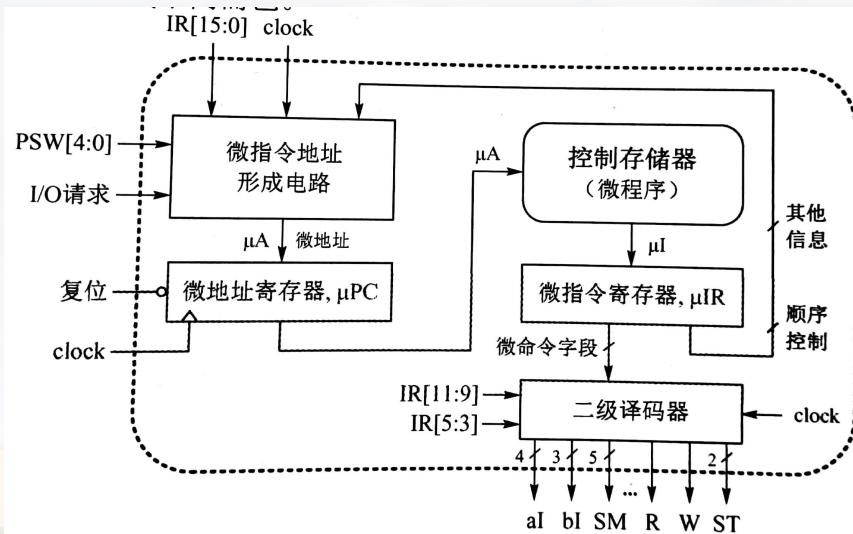 IR[15:0] clock
PSW[4:0]
I/O请求
微指令地址
形成电路
μA
控制存储器
（微程序）
其他
信息
μA 微地址
μI
复位
微地址寄存器, μPC
微指令寄存器, μIR
顺序
控制
clock
微命令字段
IR[11:9]
IR[5:3]
二级译码器
clock
4 3 5 ... 2
aI bI SM R W ST